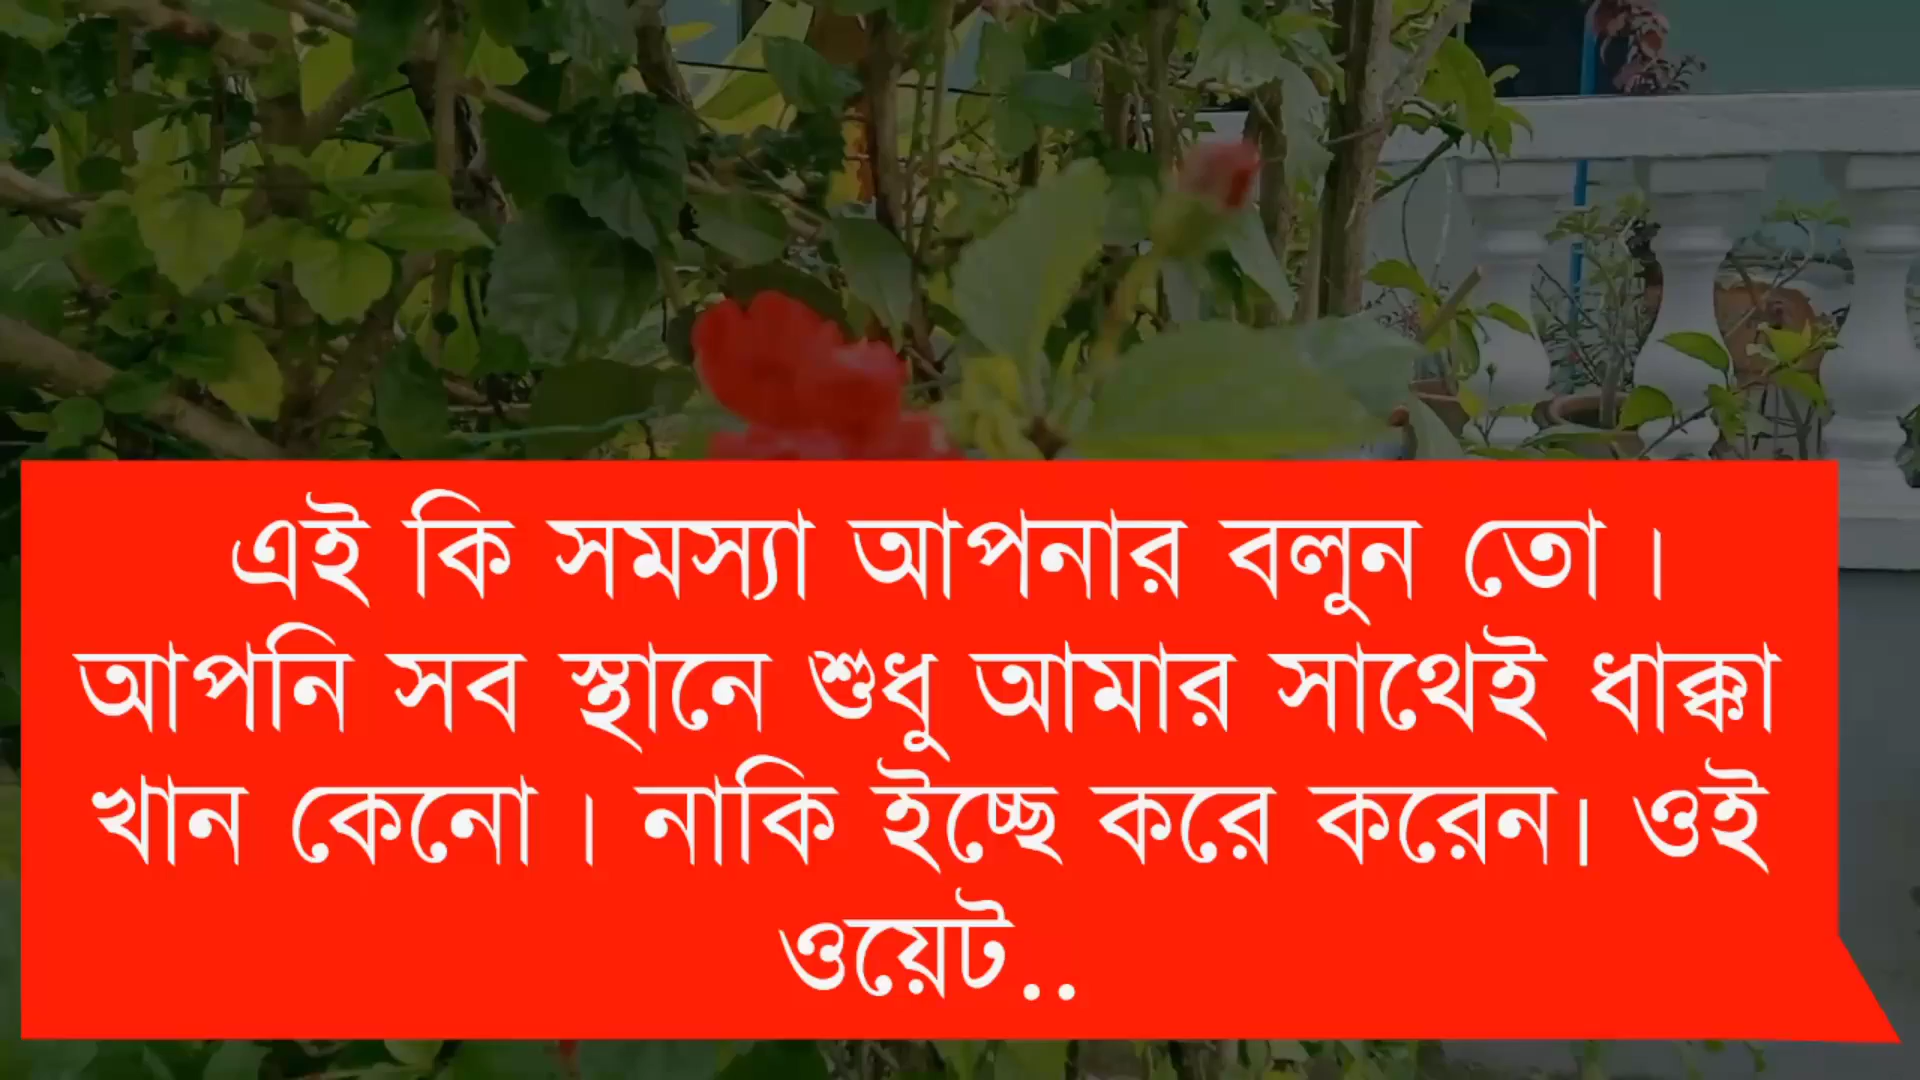 এই কি সমস্যা আপনার বলুন তো ।
আপনি সব স্থানে শুধু আমার সাথেই ধাক্কা
খান কেনো । নাকি ইচ্ছে করে করেন। ওই
ওয়েট..